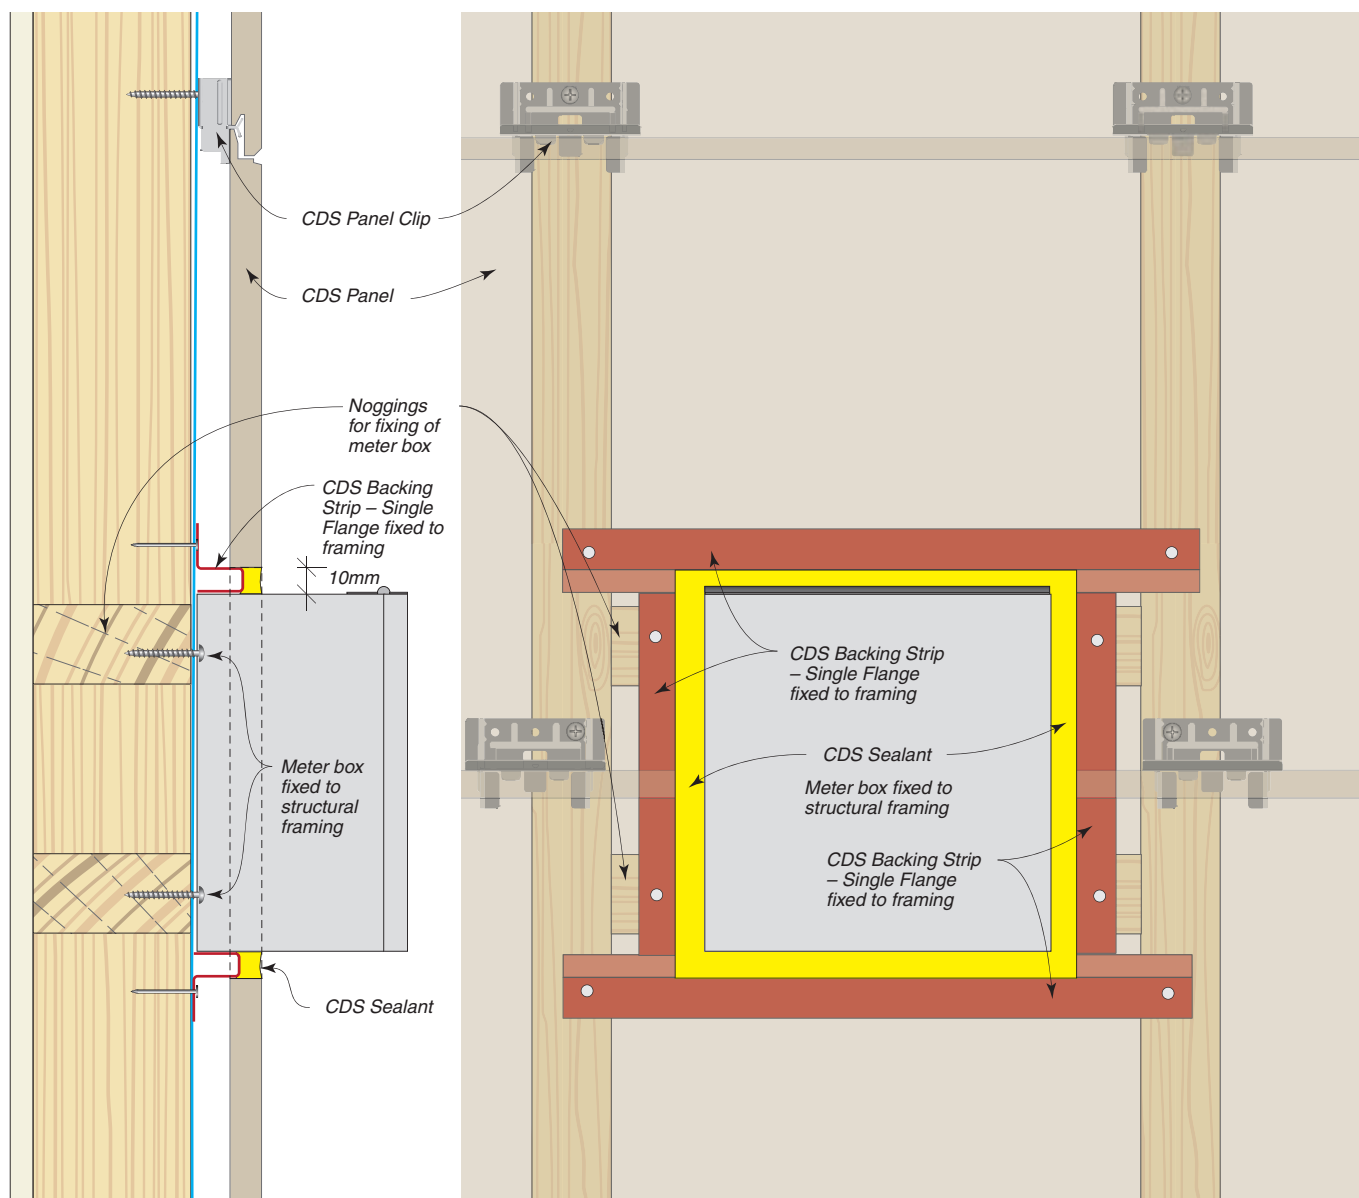 CDS Panel Clip
CDS Panel
Noggings
for fixing of
meter box
CDS Backing
Strip – Single
Flange fixed to
framing
10mm
CDS Backing Strip
– Single Flange
fixed to framing
CDS Sealant
Meter box fixed to
structural framing
Meter box
fixed to
structural
framing
CDS Backing Strip
– Single Flange
fixed to framing
CDS Sealant